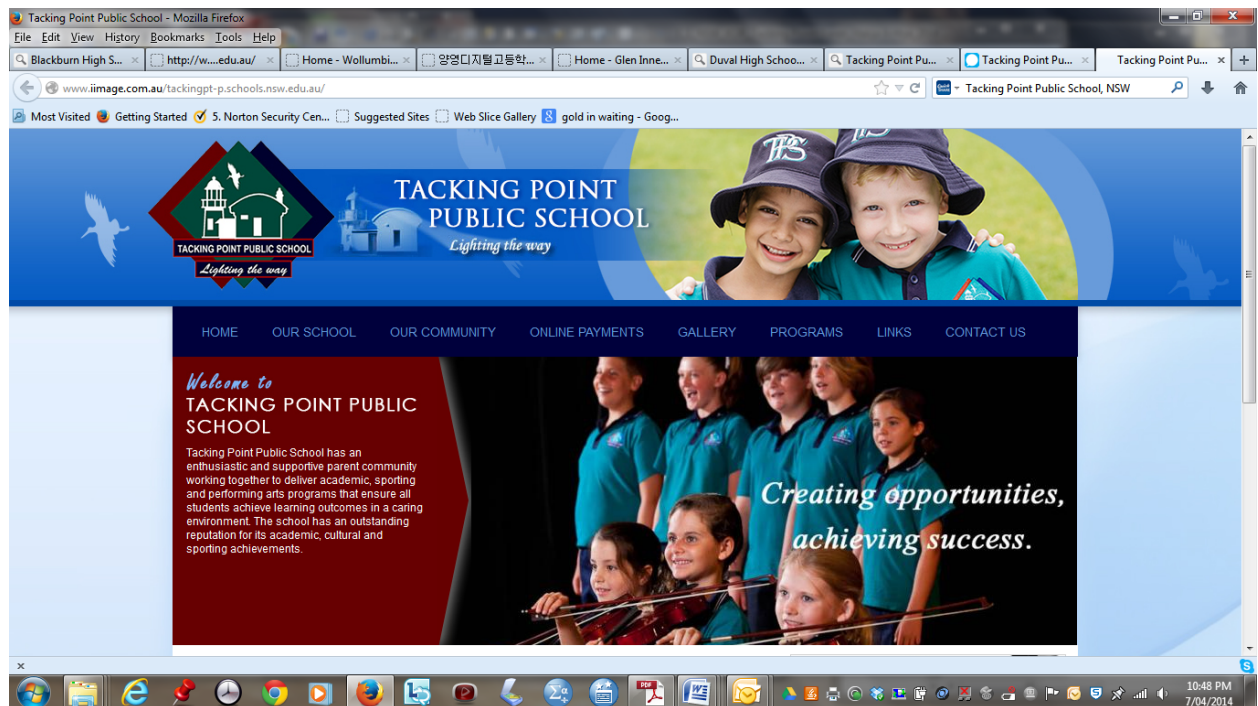 Tacking Point Public School - Mozilla Firefox
File Edit View History Bookmarks Tools Help
Blackburn High S... http://w....edu.au/ Home - Wollumbi... 양영디지털고등학... Home - Glen Inne... Duval High Schoo... Tacking Point Pu... Tacking Point Pu... Tacking Point Pu...
www.iimage.com.au/tackingpt-p.schools.nsw.edu.au/ Tacking Point Public School, NSW
Most Visited Getting Started 5. Norton Security Cen... Suggested Sites Web Slice Gallery gold in waiting - Goog...
TPS
TACKING POINT
PUBLIC SCHOOL
Lighting the way
TACKING POINT PUBLIC SCHOOL
Lighting the way
HOME OUR SCHOOL OUR COMMUNITY ONLINE PAYMENTS GALLERY PROGRAMS LINKS CONTACT US
Welcome to
TACKING POINT PUBLIC
SCHOOL
Tacking Point Public School has an
enthusiastic and supportive parent community
working together to deliver academic, sporting
and performing arts programs that ensure all
students achieve learning outcomes in a caring
environment. The school has an outstanding
reputation for its academic, cultural and
sporting achievements.
Creating opportunities,
achieving success.
10:48 PM
7/04/2014